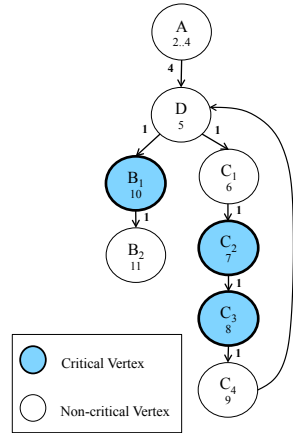 A
2..4
4
D
5
1
1
B1
10
C1
6
1
1
B2
11
C2
7
1
C3
8
1
C4
9
Critical Vertex
Non-critical Vertex